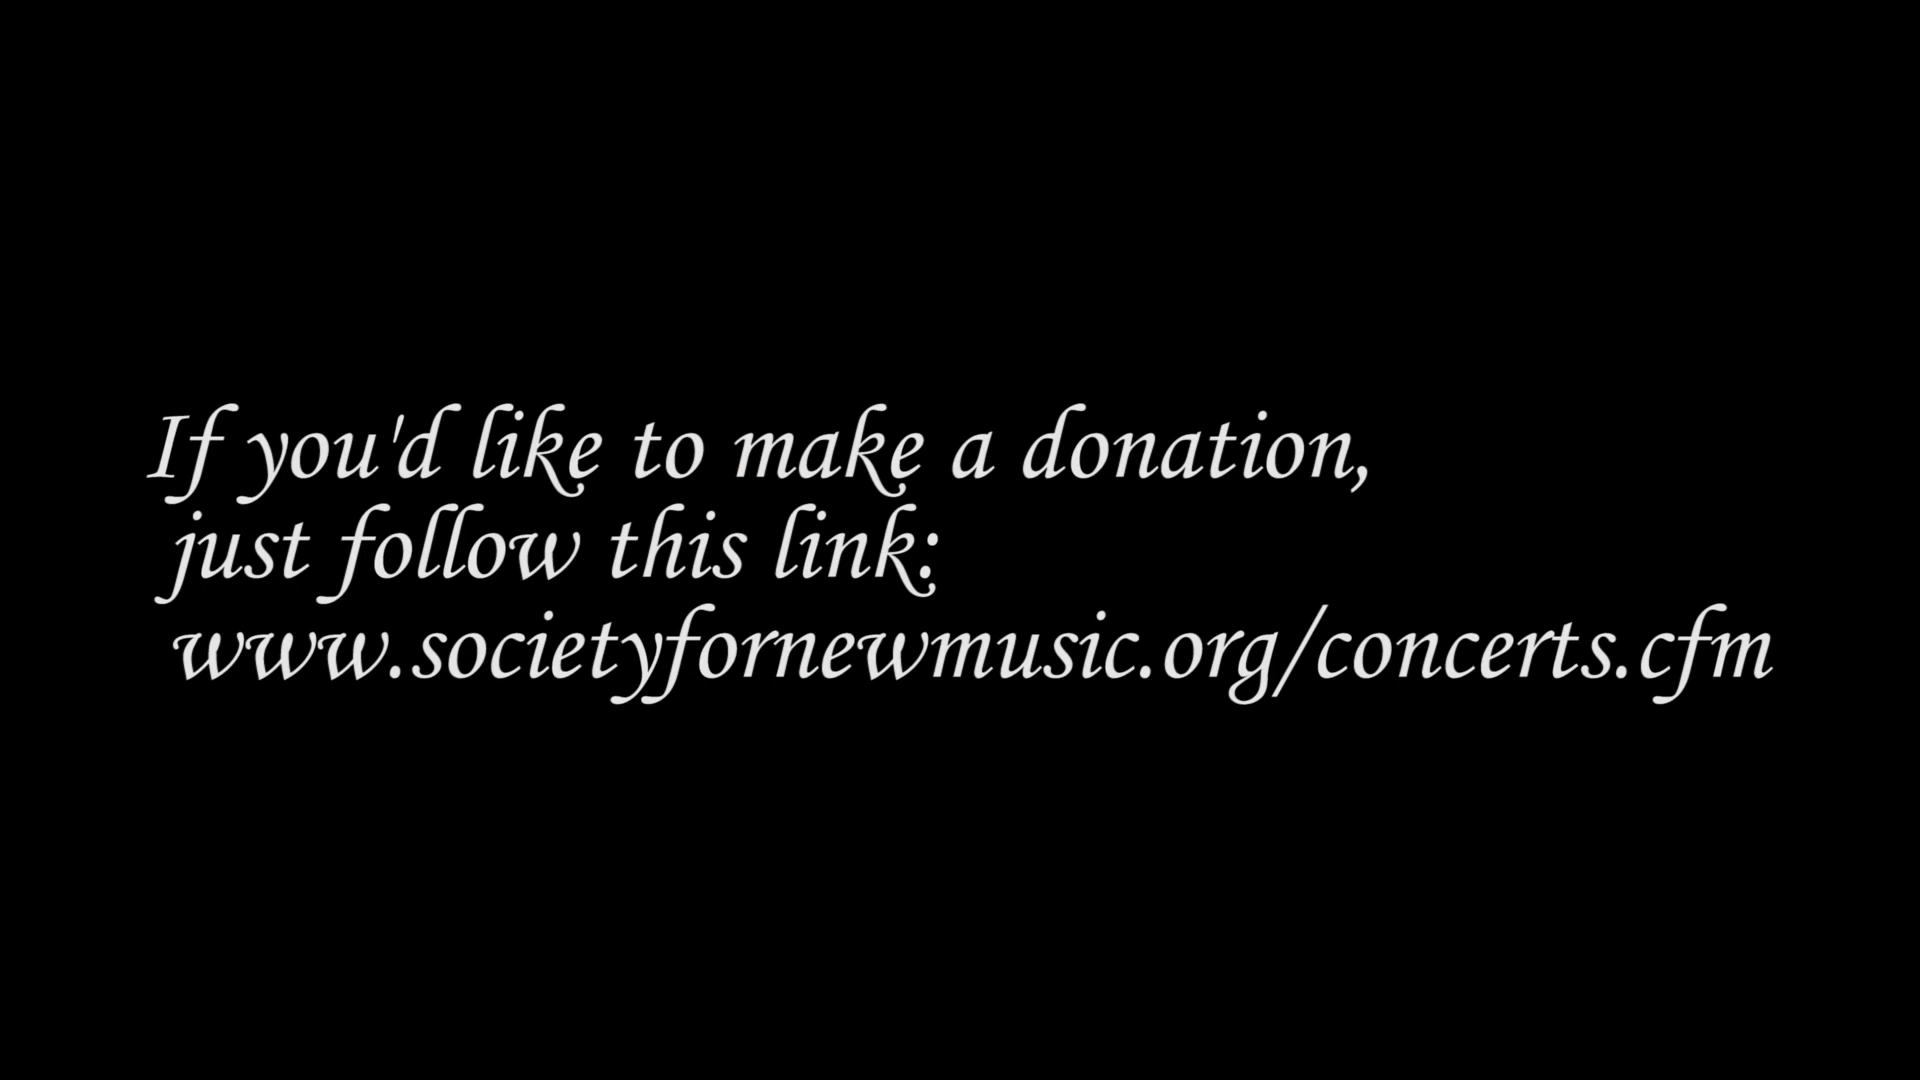 If you'd like to make a donation,
just follow this link:
www.societyfornewmusic.org/concerts.cfm